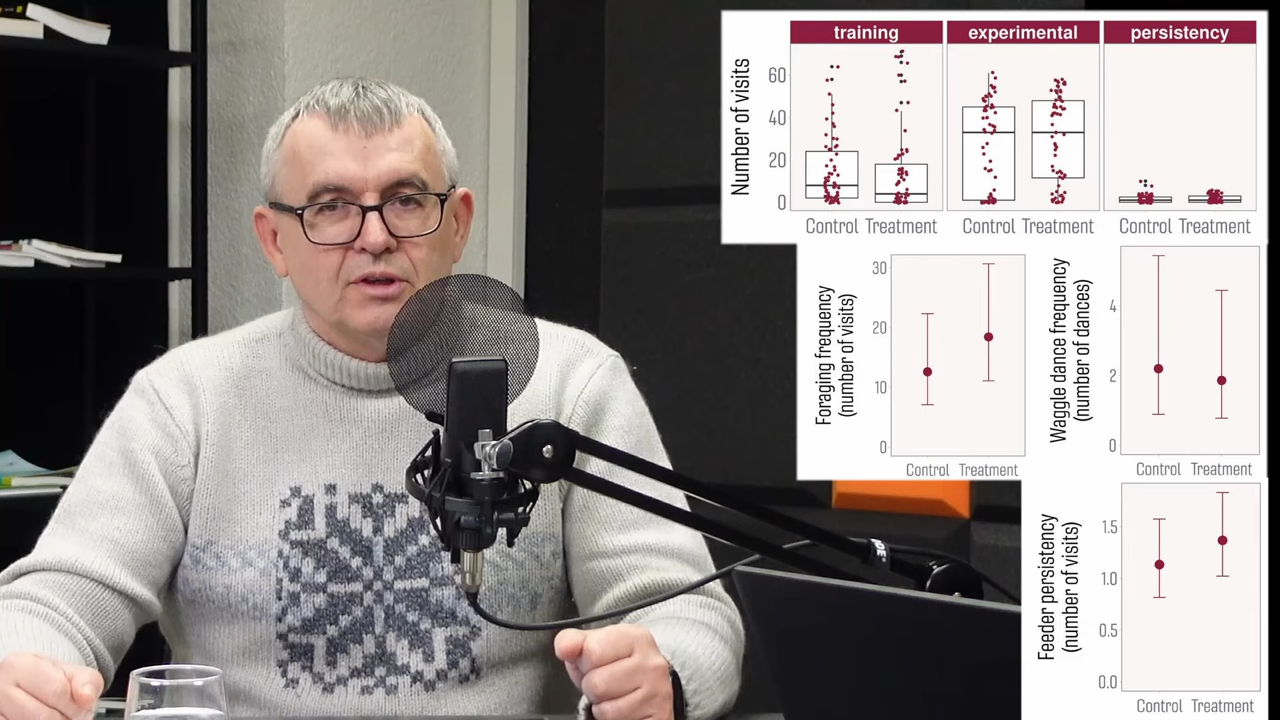 training experimental persistency
Number of visits
60
40
20
0
Control Treatment Control Treatment Control Treatment
Foraging frequency
(number of visits)
30
20
10
0
Control Treatment
Waggle dance frequency
(number of dances)
4
2
0
Control Treatment
Feeder persistency
(number of visits)
1.5
1.0
0.5
0.0
Control Treatment